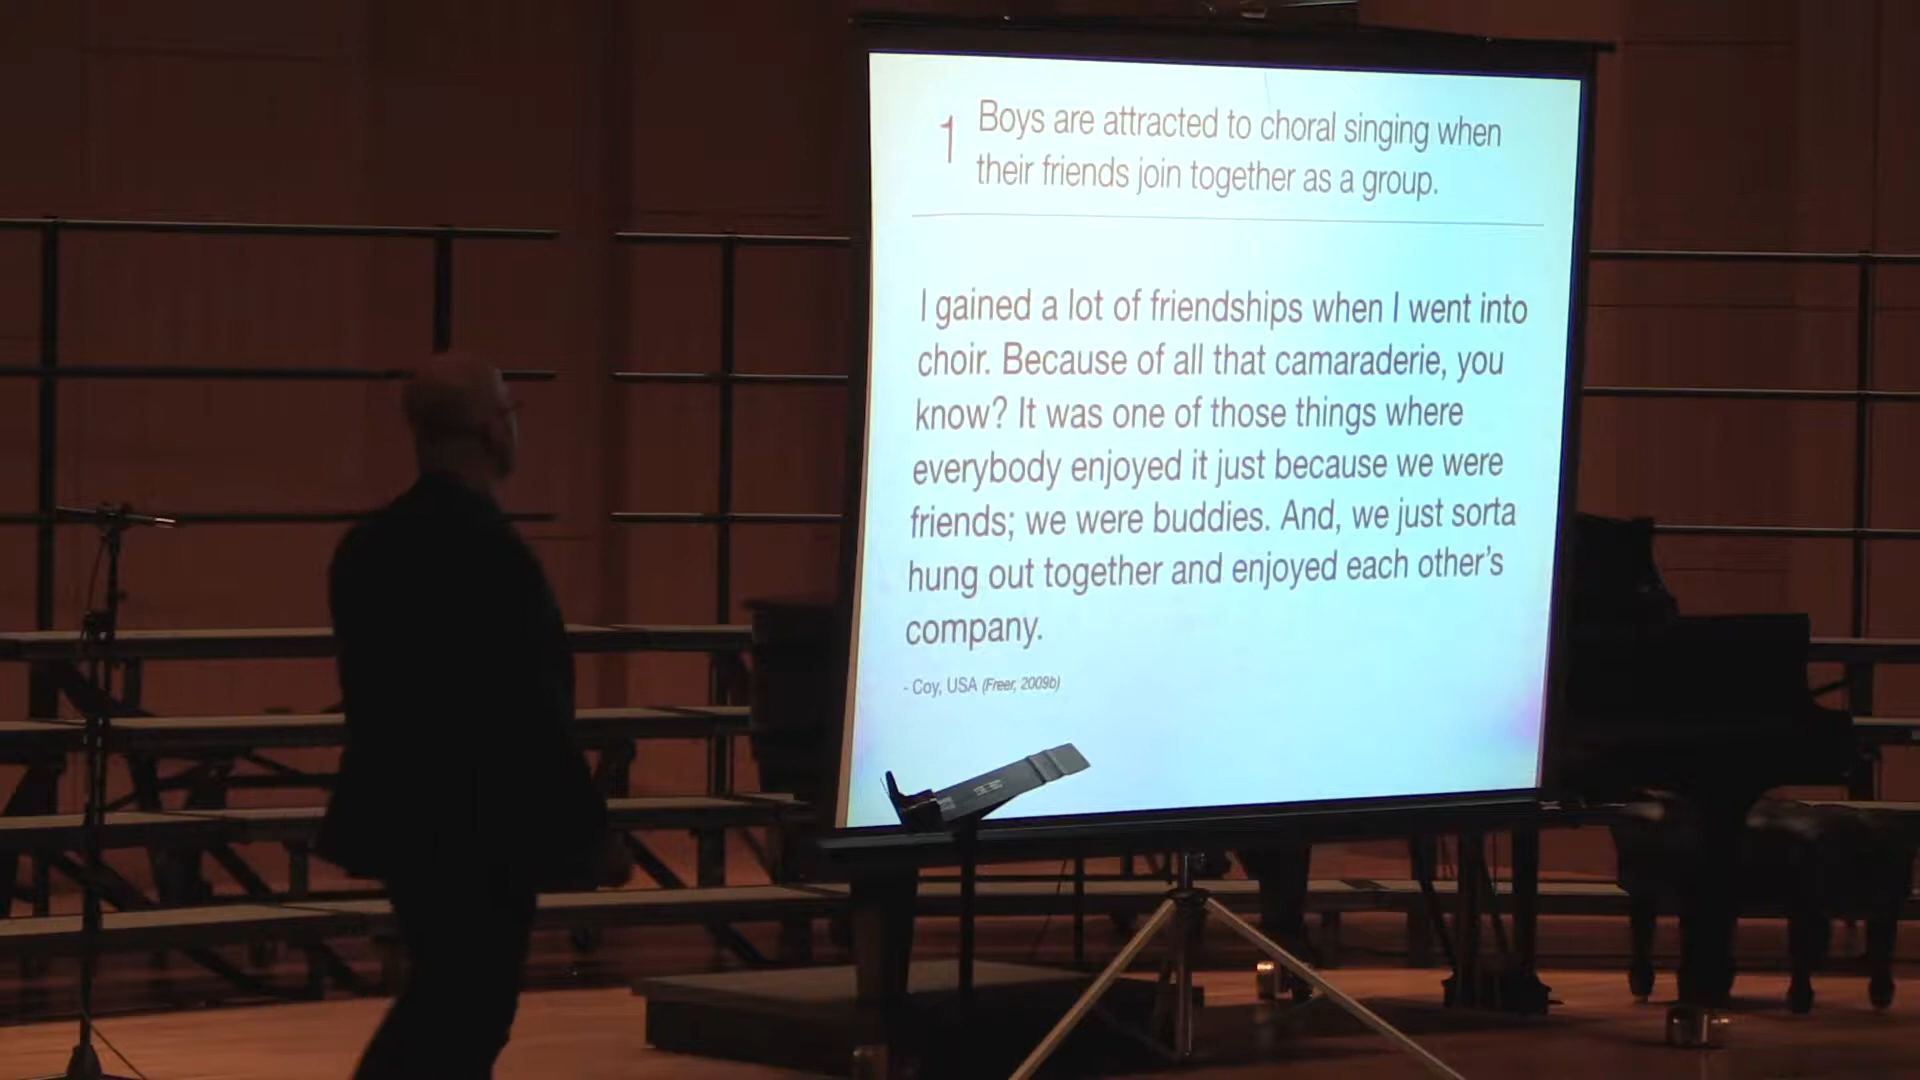 1 Boys are attracted to choral singing when
their friends join together as a group.
I gained a lot of friendships when I went into
choir. Because of all that camaraderie, you
know? It was one of those things where
everybody enjoyed it just because we were
friends; we were buddies. And, we just sorta
hung out together and enjoyed each other’s
company.
- Coy, USA (Freer, 2009b)